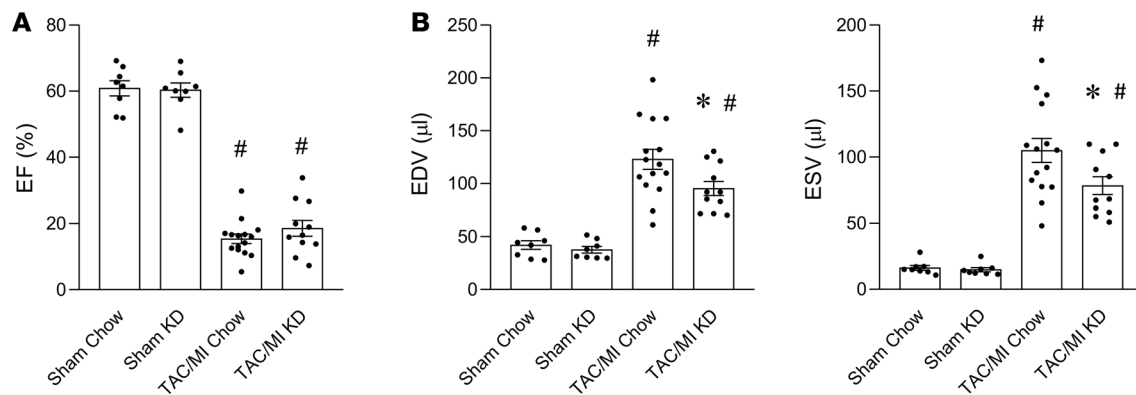 A
EF (%)
80
60
40
20
0
#
#
Sham Chow
Sham KD
TAC/MI Chow
TAC/MI KD
B
EDV (µl)
250
200
150
100
50
0
#
* #
Sham Chow
Sham KD
TAC/MI Chow
TAC/MI KD
ESV (µl)
200
150
100
50
0
#
* #
Sham Chow
Sham KD
TAC/MI Chow
TAC/MI KD